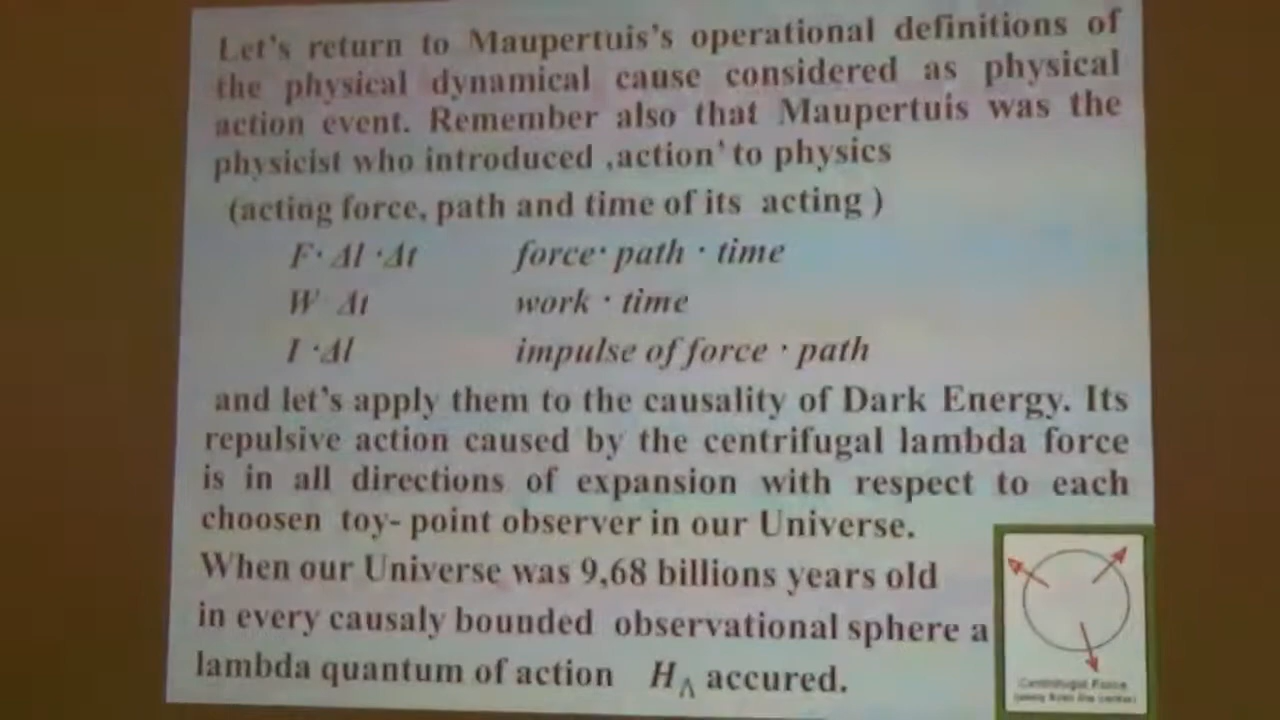 Let's return to Maupertuis's operational definitions of
the physical dynamical cause considered as physical
action event. Remember also that Maupertuis was the
physicist who introduced ,action' to physics
(acting force, path and time of its acting )
F· Δl ·Δt force· path · time
W Δt work · time
I ·Δl impulse of force · path
and let's apply them to the causality of Dark Energy. Its
repulsive action caused by the centrifugal lambda force
is in all directions of expansion with respect to each
choosen toy- point observer in our Universe.
When our Universe was 9,68 billions years old
in every causaly bounded observational sphere a
lambda quantum of action H_Λ accured.
Centrifugal Force
(away from the center)